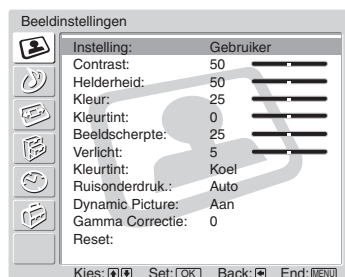 Beeldinstellingen
Instelling: Gebruiker
Contrast: 50
Helderheid: 50
Kleur: 25
Kleurtint: 0
Beeldscherpte: 25
Verlicht: 5
Kleurtint: Koel
Ruisonderdruk.: Auto
Dynamic Picture: Aan
Gamma Correctie: 0
Reset:
Kies: Set: OK Back: End: MENU